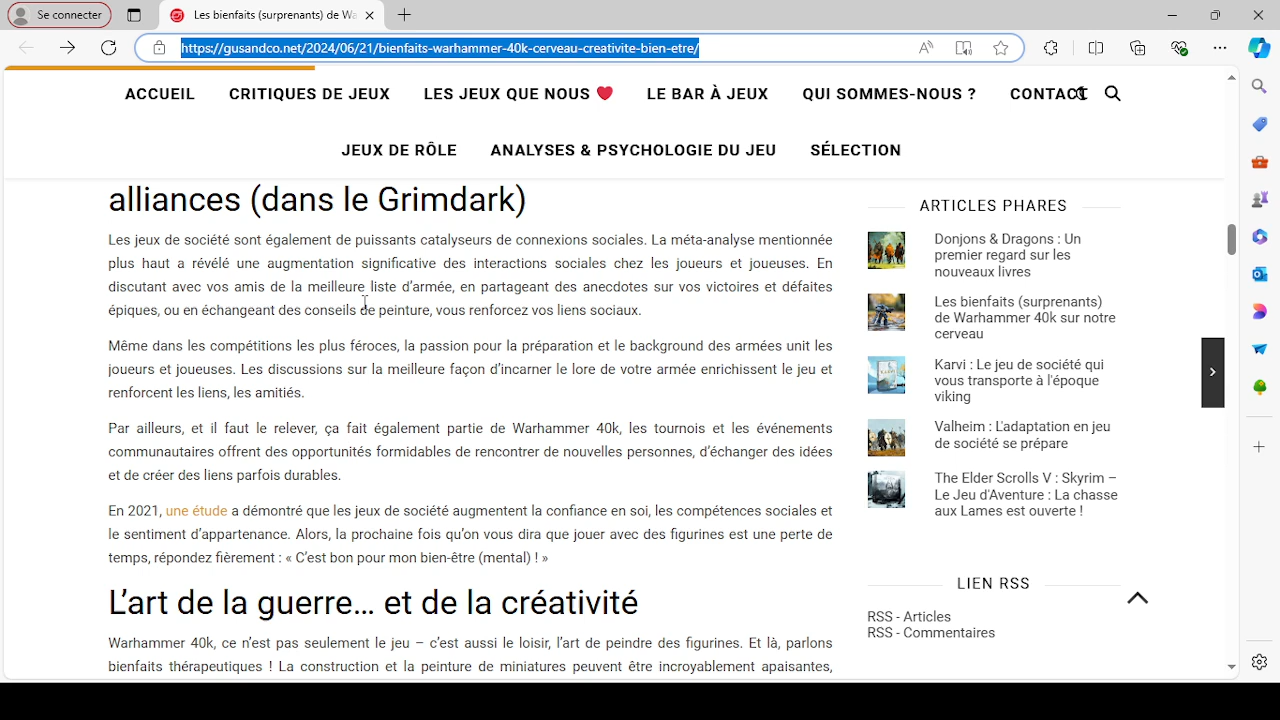 Se connecter
Les bienfaits (surprenants) de Wa
https://gusandco.net/2024/06/21/bienfaits-warhammer-40k-cerveau-creativite-bien-etre/
ACCUEIL CRITIQUES DE JEUX LES JEUX QUE NOUS ❤ LE BAR À JEUX QUI SOMMES-NOUS ? CONTACT
JEUX DE RÔLE ANALYSES & PSYCHOLOGIE DU JEU SÉLECTION
alliances (dans le Grimdark)
Les jeux de société sont également de puissants catalyseurs de connexions sociales. La méta-analyse mentionnée
plus haut a révélé une augmentation significative des interactions sociales chez les joueurs et joueuses. En
discutant avec vos amis de la meilleure liste d'armée, en partageant des anecdotes sur vos victoires et défaites
épiques, ou en échangeant des conseils de peinture, vous renforcez vos liens sociaux.
Même dans les compétitions les plus féroces, la passion pour la préparation et le background des armées unit les
joueurs et joueuses. Les discussions sur la meilleure façon d'incarner le lore de votre armée enrichissent le jeu et
renforcent les liens, les amitiés.
Par ailleurs, et il faut le relever, ça fait également partie de Warhammer 40k, les tournois et les événements
communautaires offrent des opportunités formidables de rencontrer de nouvelles personnes, d'échanger des idées
et de créer des liens parfois durables.
En 2021, une étude a démontré que les jeux de société augmentent la confiance en soi, les compétences sociales et
le sentiment d'appartenance. Alors, la prochaine fois qu'on vous dira que jouer avec des figurines est une perte de
temps, répondez fièrement : « C'est bon pour mon bien-être (mental) ! »
L'art de la guerre… et de la créativité
Warhammer 40k, ce n'est pas seulement le jeu – c'est aussi le loisir, l'art de peindre des figurines. Et là, parlons
bienfaits thérapeutiques ! La construction et la peinture de miniatures peuvent être incroyablement apaisantes,
ARTICLES PHARES
Donjons & Dragons : Un
premier regard sur les
nouveaux livres
Les bienfaits (surprenants)
de Warhammer 40k sur notre
cerveau
Karvi : Le jeu de société qui
vous transporte à l'époque
viking
Valheim : L'adaptation en jeu
de société se prépare
The Elder Scrolls V : Skyrim –
Le Jeu d'Aventure : La chasse
aux Lames est ouverte !
LIEN RSS
RSS - Articles
RSS - Commentaires